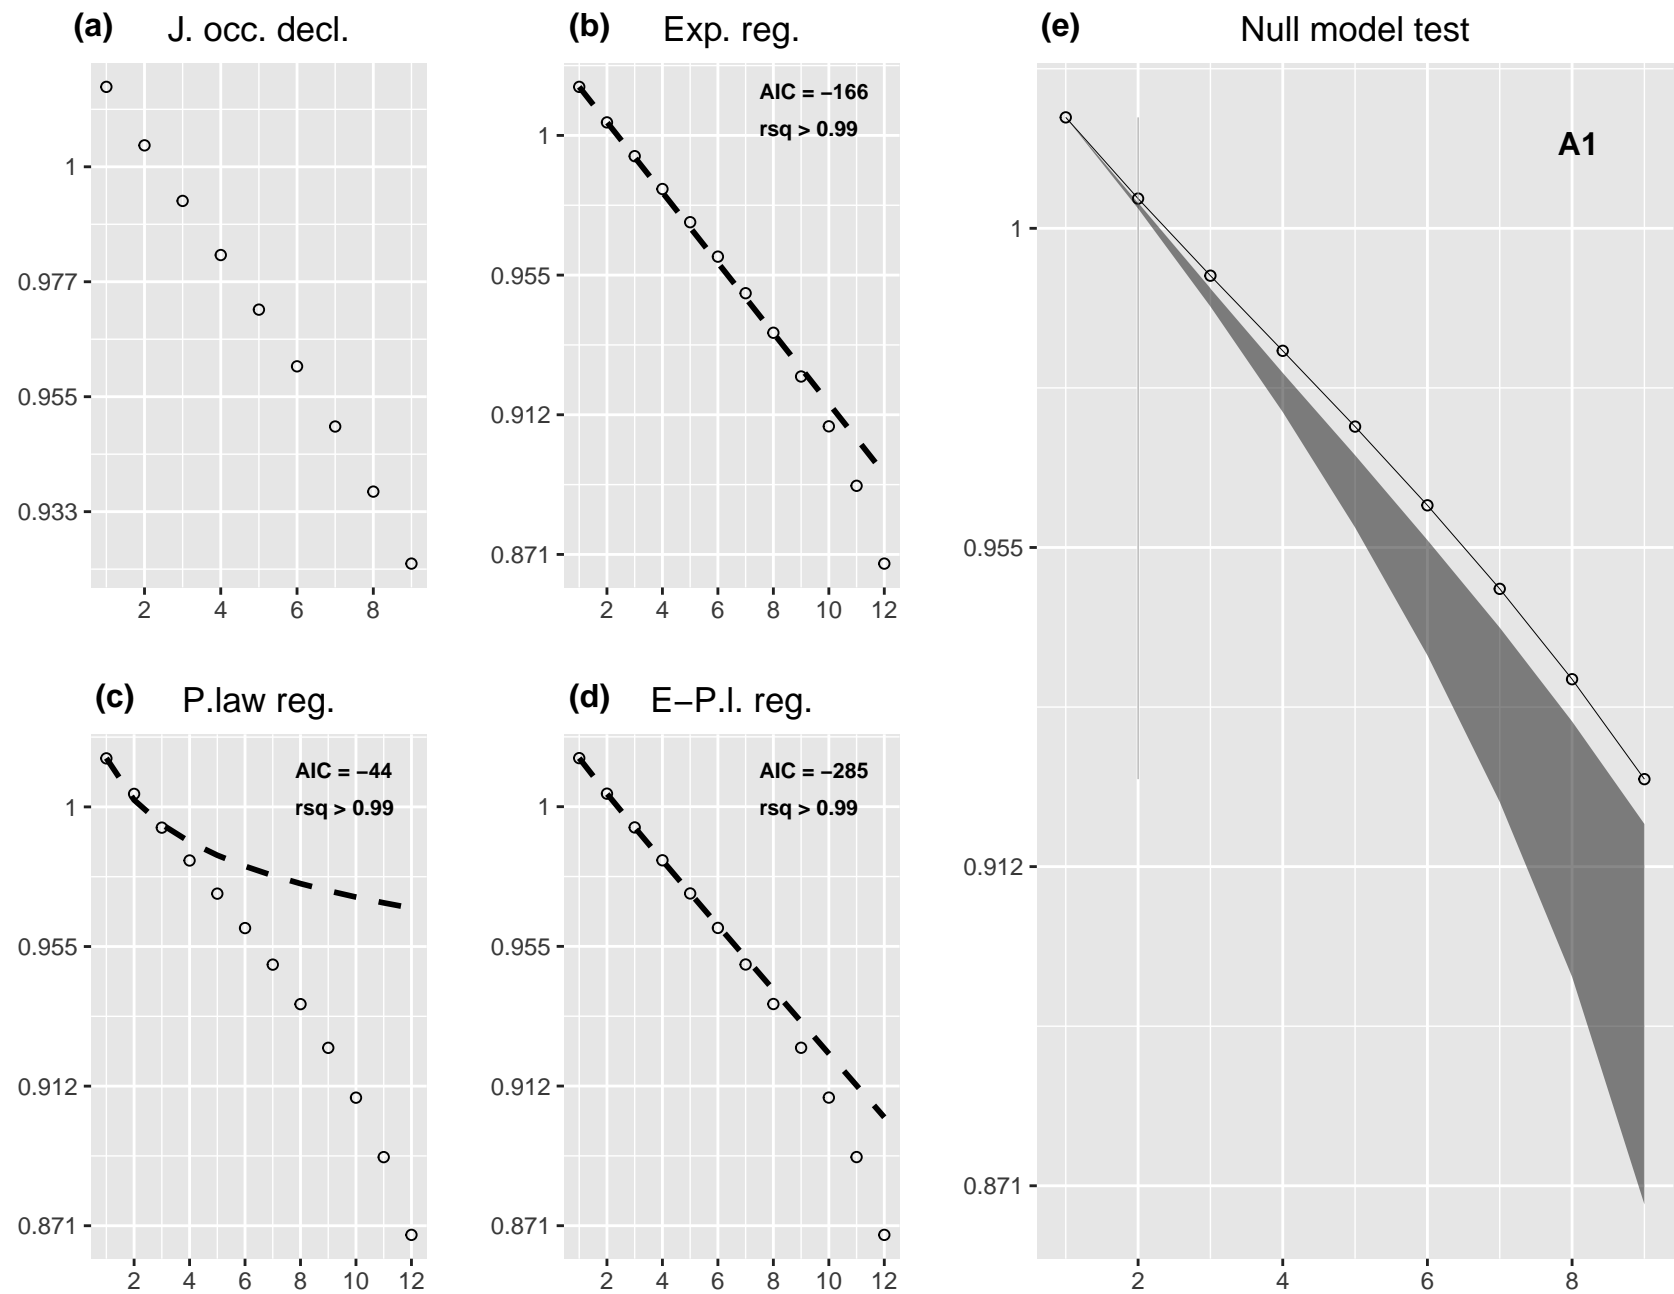 (a) J. occ. decl.
1
0.977
0.955
0.933
2 4 6 8
(b) Exp. reg.
AIC = −166
rsq > 0.99
1
0.955
0.912
0.871
2 4 6 8 10 12
(c) P.law reg.
AIC = −44
rsq > 0.99
1
0.955
0.912
0.871
2 4 6 8 10 12
(d) E−P.l. reg.
AIC = −285
rsq > 0.99
1
0.955
0.912
0.871
2 4 6 8 10 12
(e) Null model test
A1
1
0.955
0.912
0.871
2 4 6 8